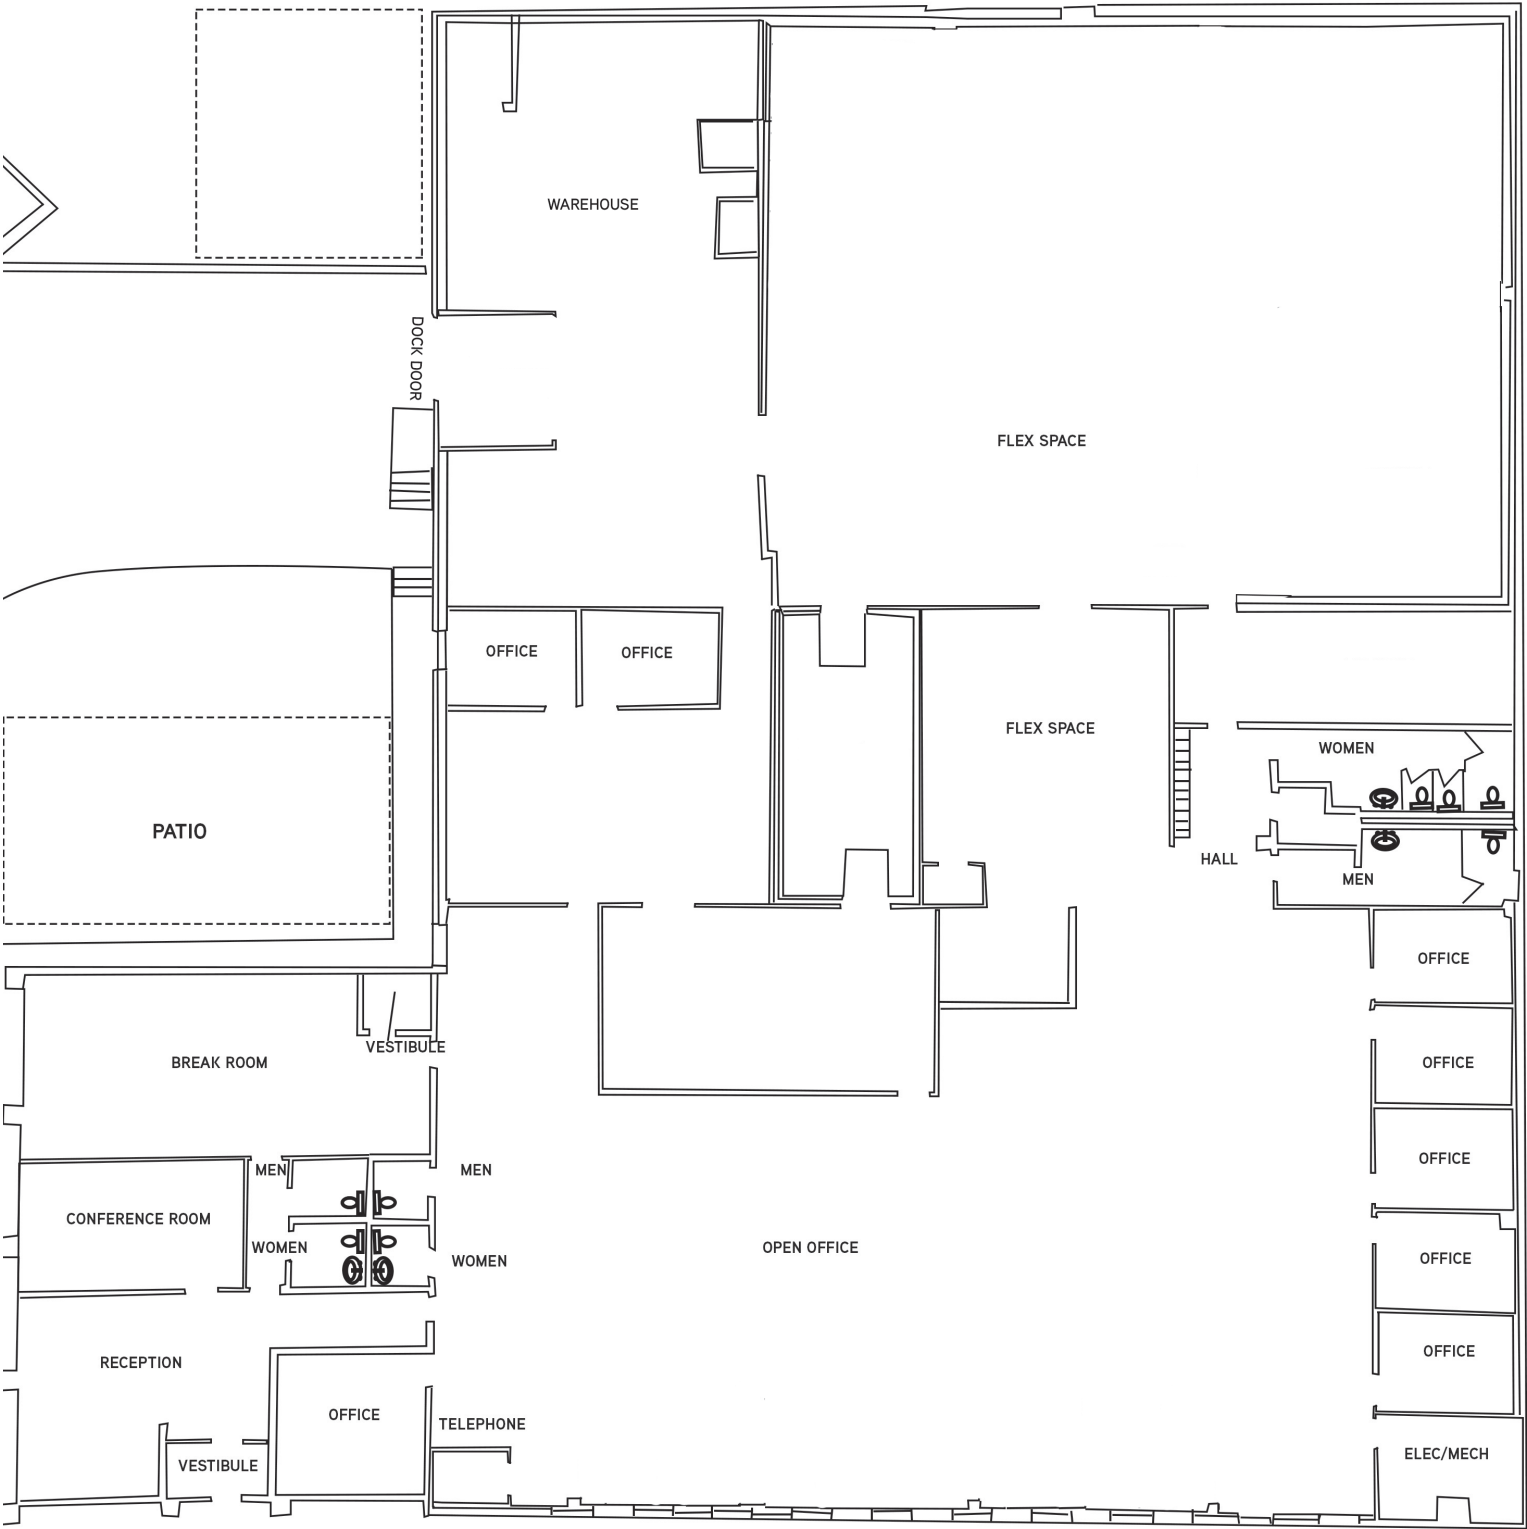 WAREHOUSE
DOCK DOOR
FLEX SPACE
OFFICE
OFFICE
FLEX SPACE
WOMEN
PATIO
HALL
MEN
OFFICE
VESTIBULE
BREAK ROOM
OFFICE
MEN
MEN
OFFICE
CONFERENCE ROOM
WOMEN
OPEN OFFICE
WOMEN
OFFICE
RECEPTION
OFFICE
OFFICE
TELEPHONE
VESTIBULE
ELEC/MECH